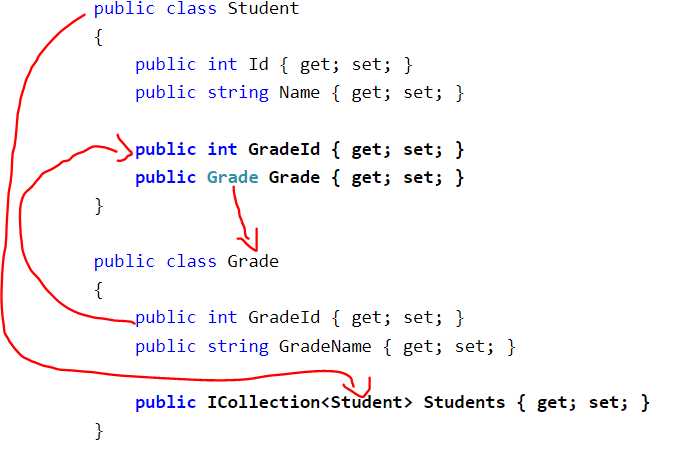 public class Student
{
public int Id { get; set; }
public string Name { get; set; }
public int GradeId { get; set; }
public Grade Grade { get; set; }
}
public class Grade
{
public int GradeId { get; set; }
public string GradeName { get; set; }
public ICollection<Student> Students { get; set; }
}